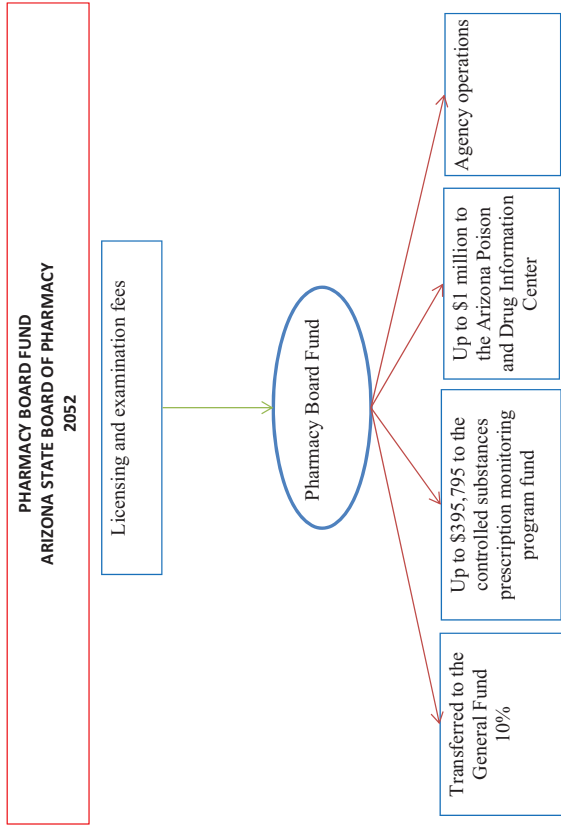 PHARMACY BOARD FUND
ARIZONA STATE BOARD OF PHARMACY
2052
Licensing and examination fees
Pharmacy Board Fund
Transferred to the
General Fund
10%
Up to $395,795 to the
controlled substances
prescription monitoring
program fund
Up to $1 million to
the Arizona Poison
and Drug Information
Center
Agency operations